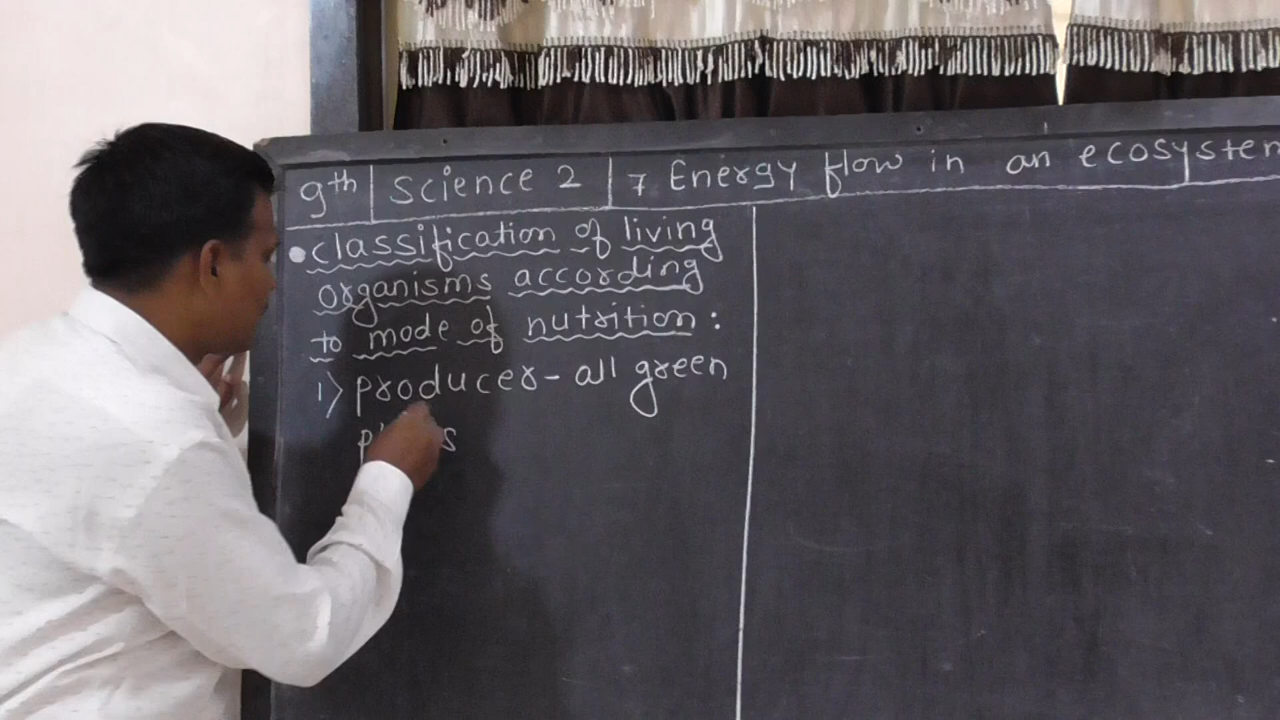 9th | Science 2 | 7 Energy flow in an ecosystem
• classification of living
organisms according
to mode of nutrition :
1) producer - all green